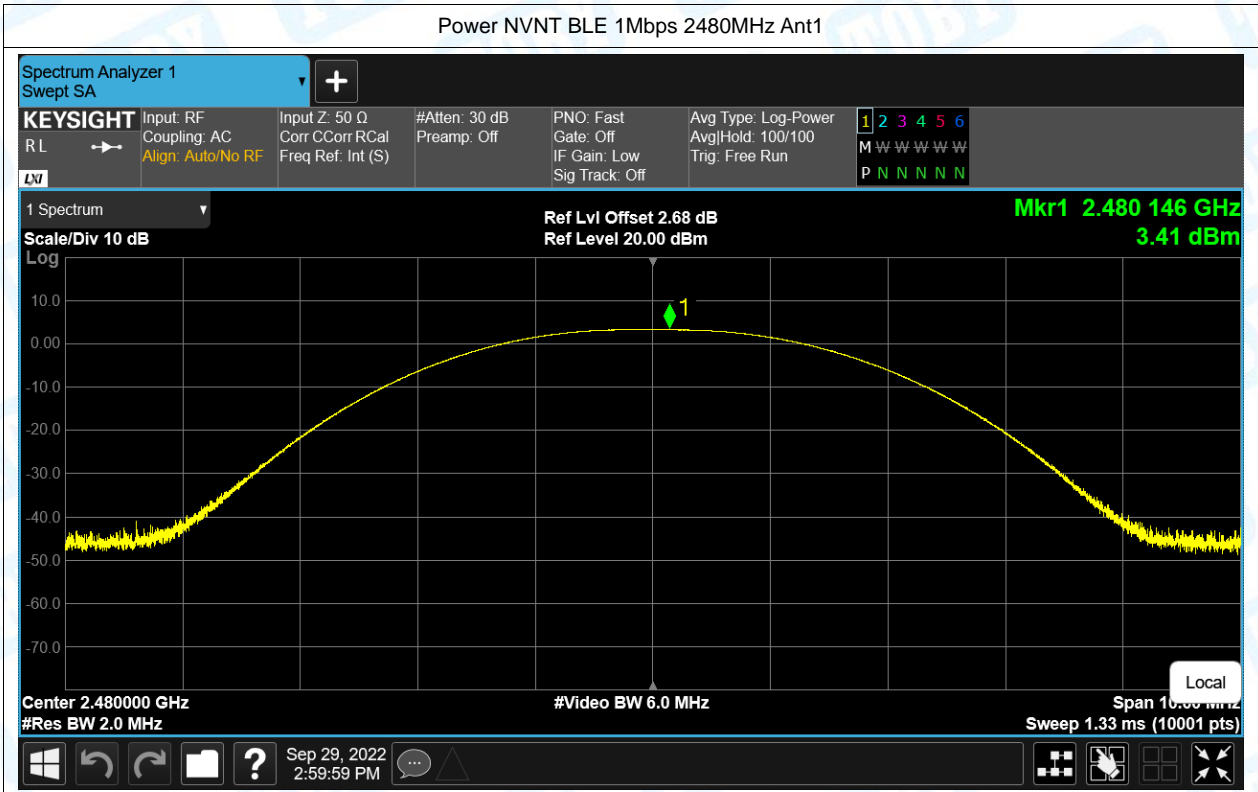 Power NVNT BLE 1Mbps 2480MHz Ant1
Spectrum Analyzer 1
Swept SA
KEYSIGHT
R L
LXI
Input: RF
Coupling: AC
Align: Auto/No RF
Input Z: 50 Ω
Corr CCorr RCal
Freq Ref: Int (S)
#Atten: 30 dB
Preamp: Off
PNO: Fast
Gate: Off
IF Gain: Low
Sig Track: Off
Avg Type: Log-Power
Avg|Hold: 100/100
Trig: Free Run
1 2 3 4 5 6
M W W W W W
P N N N N N
1 Spectrum
Scale/Div 10 dB
Ref Lvl Offset 2.68 dB
Ref Level 20.00 dBm
Mkr1 2.480 146 GHz
3.41 dBm
Log
10.0
0.00
-10.0
-20.0
-30.0
-40.0
-50.0
-60.0
-70.0
1
Local
Center 2.480000 GHz
#Video BW 6.0 MHz
Span 10.00 MHz
#Res BW 2.0 MHz
Sweep 1.33 ms (10001 pts)
?
Sep 29, 2022
2:59:59 PM